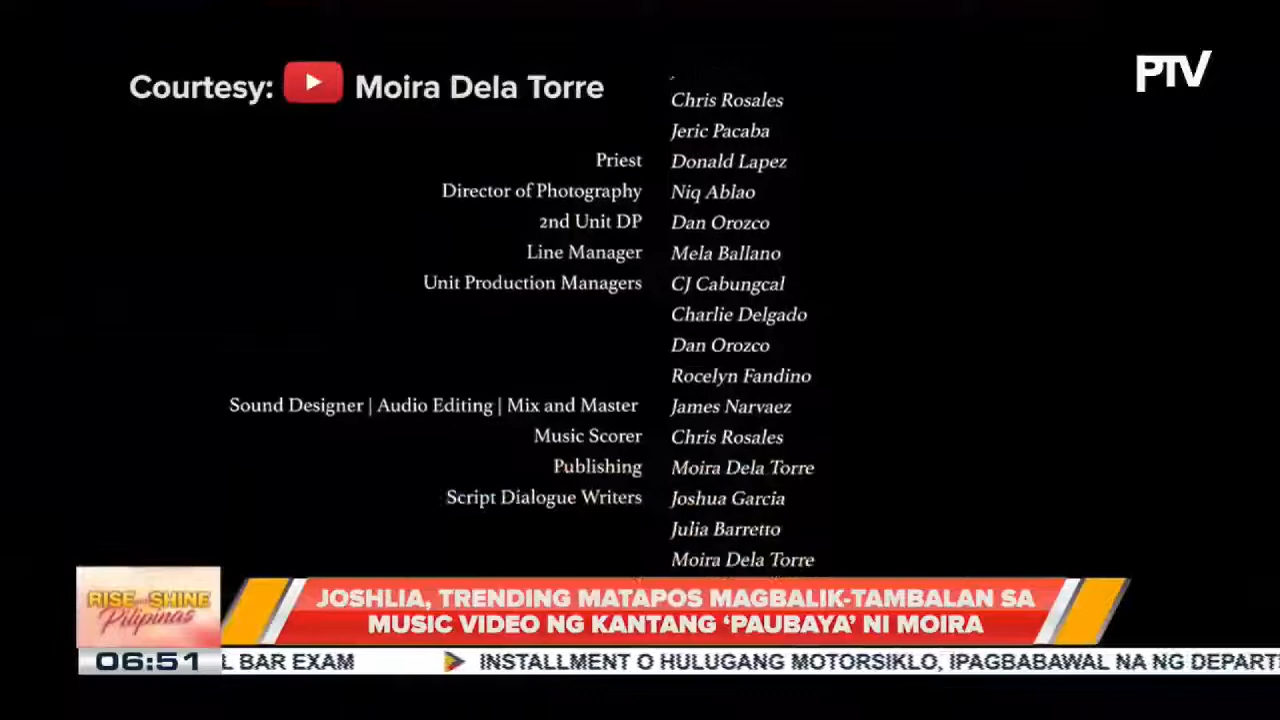 Courtesy: Moira Dela Torre
PTV
Chris Rosales
Jeric Pacaba
Priest Donald Lapez
Director of Photography Niq Ablao
2nd Unit DP Dan Orozco
Line Manager Mela Ballano
Unit Production Managers CJ Cabungcal
Charlie Delgado
Dan Orozco
Rocelyn Fandino
Sound Designer | Audio Editing | Mix and Master James Narvaez
Music Scorer Chris Rosales
Publishing Moira Dela Torre
Script Dialogue Writers Joshua Garcia
Julia Barretto
Moira Dela Torre
RISE and SHINE
Pilipinas
JOSHLIA, TRENDING MATAPOS MAGBALIK-TAMBALAN SA
MUSIC VIDEO NG KANTANG ‘PAUBAYA’ NI MOIRA
06:51 L BAR EXAM INSTALLMENT O HULUGANG MOTORSIKLO, IPAGBABAWAL NA NG DEPARTI